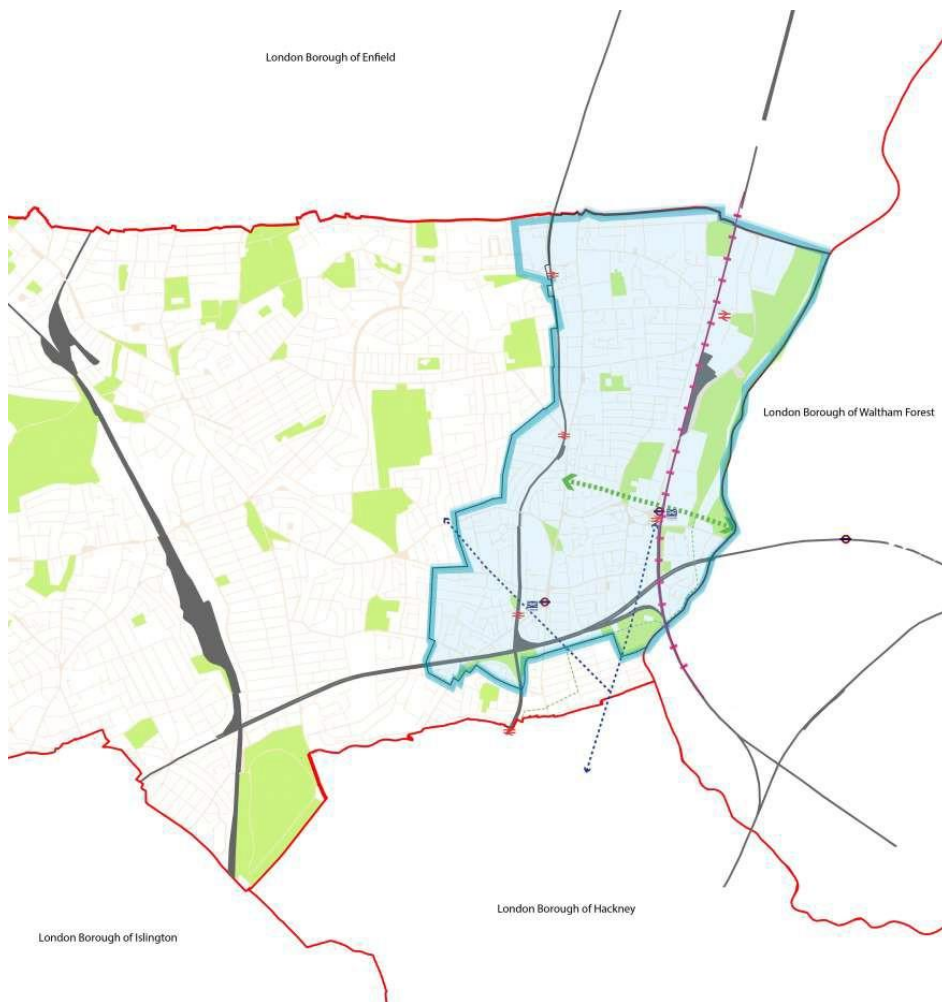 London Borough of Enfield
London Borough of Waltham Forest
London Borough of Hackney
London Borough of Islington